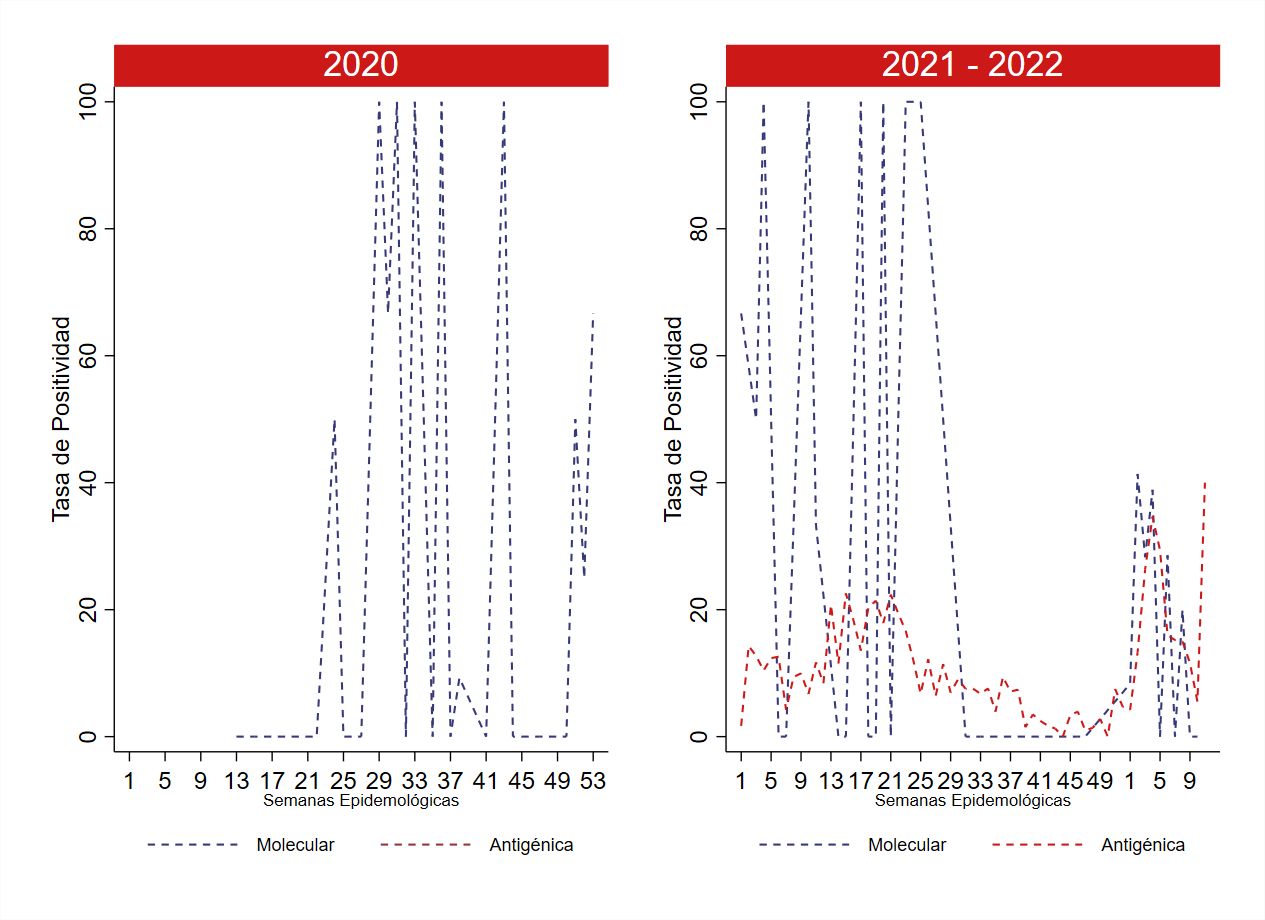 2020
Tasa de Positividad
100
80
60
40
20
0
1 5 9 13 17 21 25 29 33 37 41 45 49 53
Semanas Epidemológicas
Molecular Antigénica
2021 - 2022
Tasa de Positividad
100
80
60
40
20
0
1 5 9 13 17 21 25 29 33 37 41 45 49 1 5 9
Semanas Epidemológicas
Molecular Antigénica